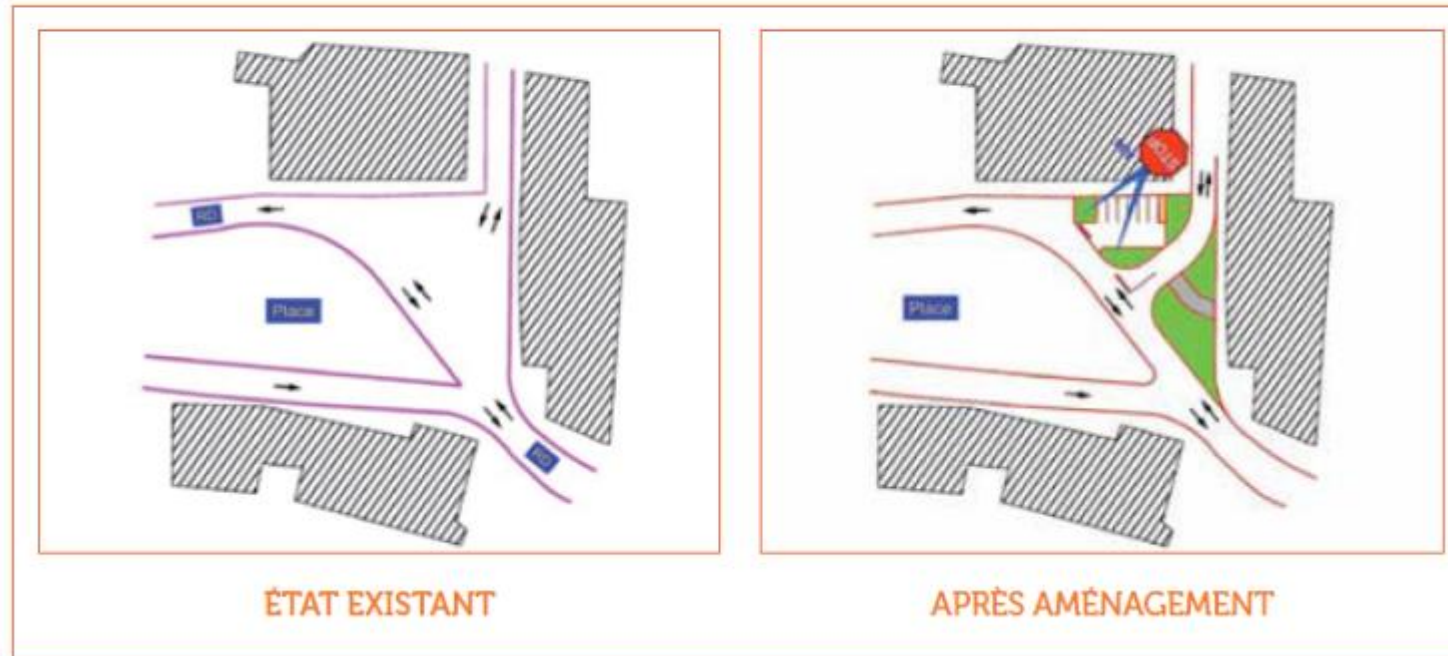 RD
Place
RD
ÉTAT EXISTANT
STOP
Place
APRÈS AMÉNAGEMENT